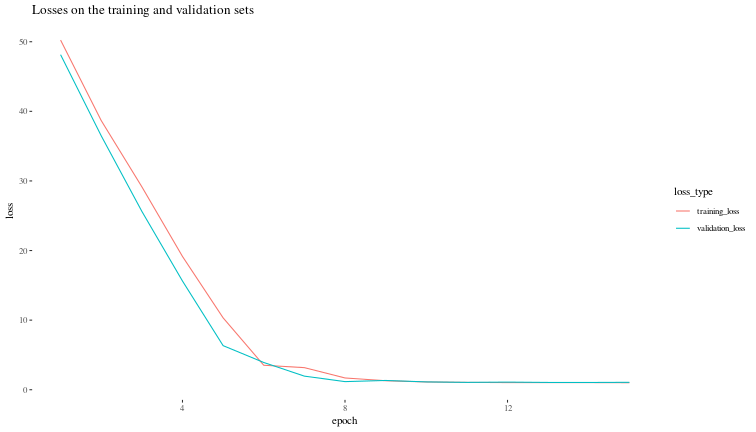 Losses on the training and validation sets
50
40
30
20
10
0
loss
4
8
12
epoch
loss_type
training_loss
validation_loss